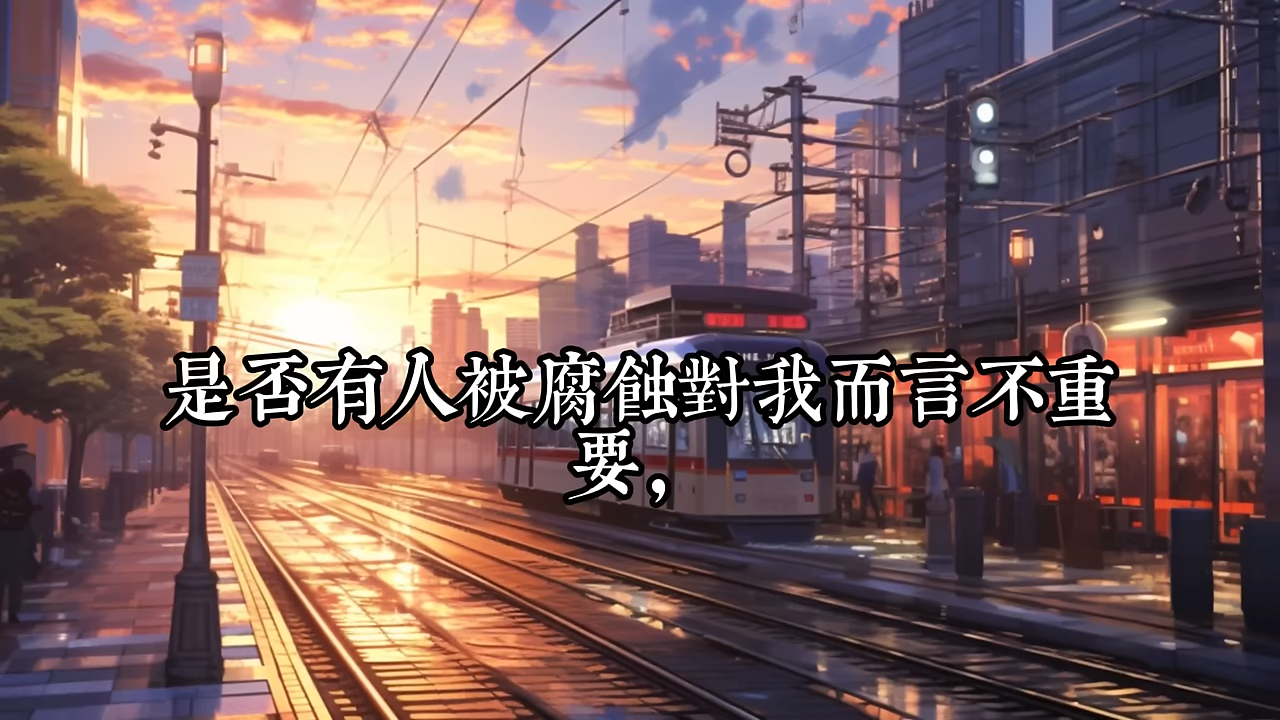 是否有人被腐蝕對我而言不重
要，